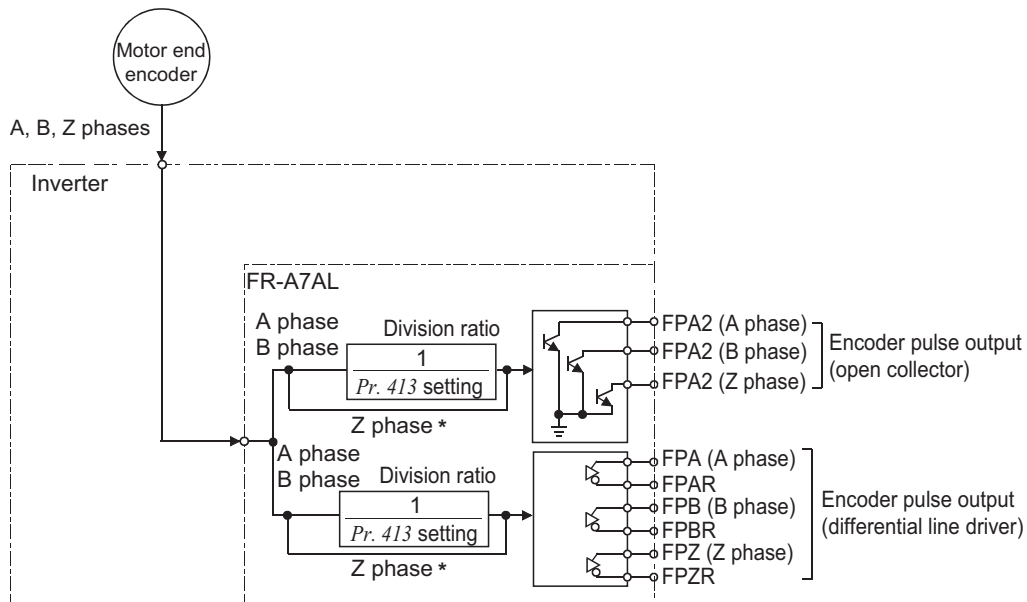 Motor end
encoder
A, B, Z phases
Inverter
FR-A7AL
A phase
B phase
Division ratio
1
Pr. 413 setting
Z phase *
FPA2 (A phase)
FPA2 (B phase)
FPA2 (Z phase)
Encoder pulse output
(open collector)
A phase
B phase
Division ratio
1
Pr. 413 setting
Z phase *
FPA (A phase)
FPAR
FPB (B phase)
FPBR
FPZ (Z phase)
FPZR
Encoder pulse output
(differential line driver)